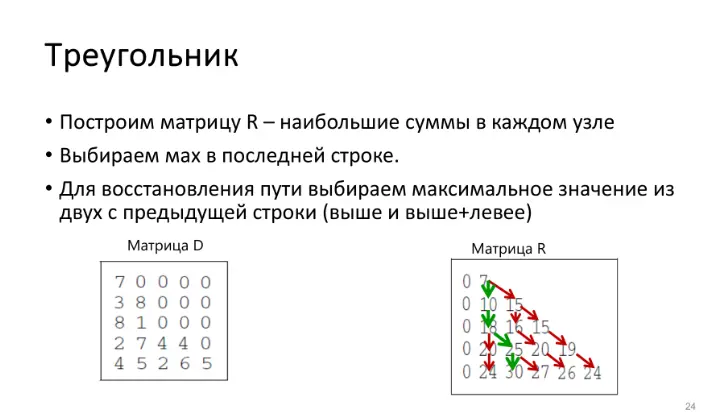 Треугольник
• Построим матрицу R – наибольшие суммы в каждом узле
• Выбираем мах в последней строке.
• Для восстановления пути выбираем максимальное значение из
двух с предыдущей строки (выше и выше+левее)
Матрица D
7 0 0 0 0
3 8 0 0 0
8 1 0 0 0
2 7 4 4 0
4 5 2 6 5
Матрица R
0 7
0 10 15
0 18 16 15
0 20 25 20 19
0 24 30 27 26 24
24